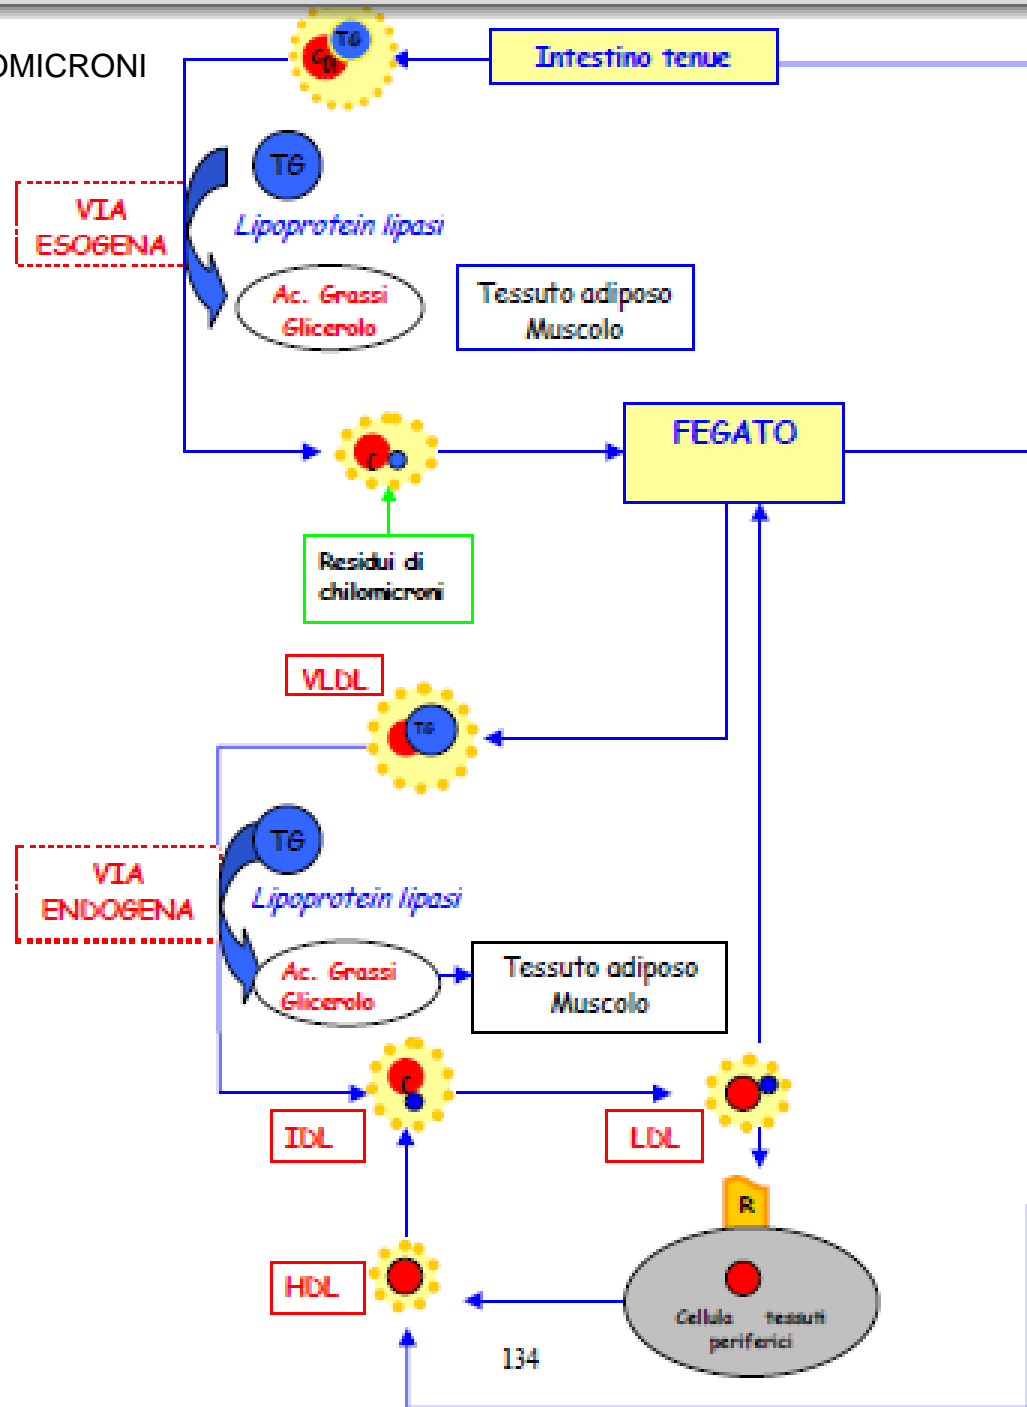 OMICRONI
TG
Intestino tenue
TG
VIA
ESOGENA
Lipoprotein lipasi
Ac. Grassi
Glicerolo
Tessuto adiposo
Muscolo
FEGATO
Residui di
chilomicroni
VLDL
TG
TG
VIA
ENDOGENA
Lipoprotein lipasi
Ac. Grassi
Glicerolo
Tessuto adiposo
Muscolo
C
IDL
LDL
R
HDL
Cellula tessuti
periferici
134